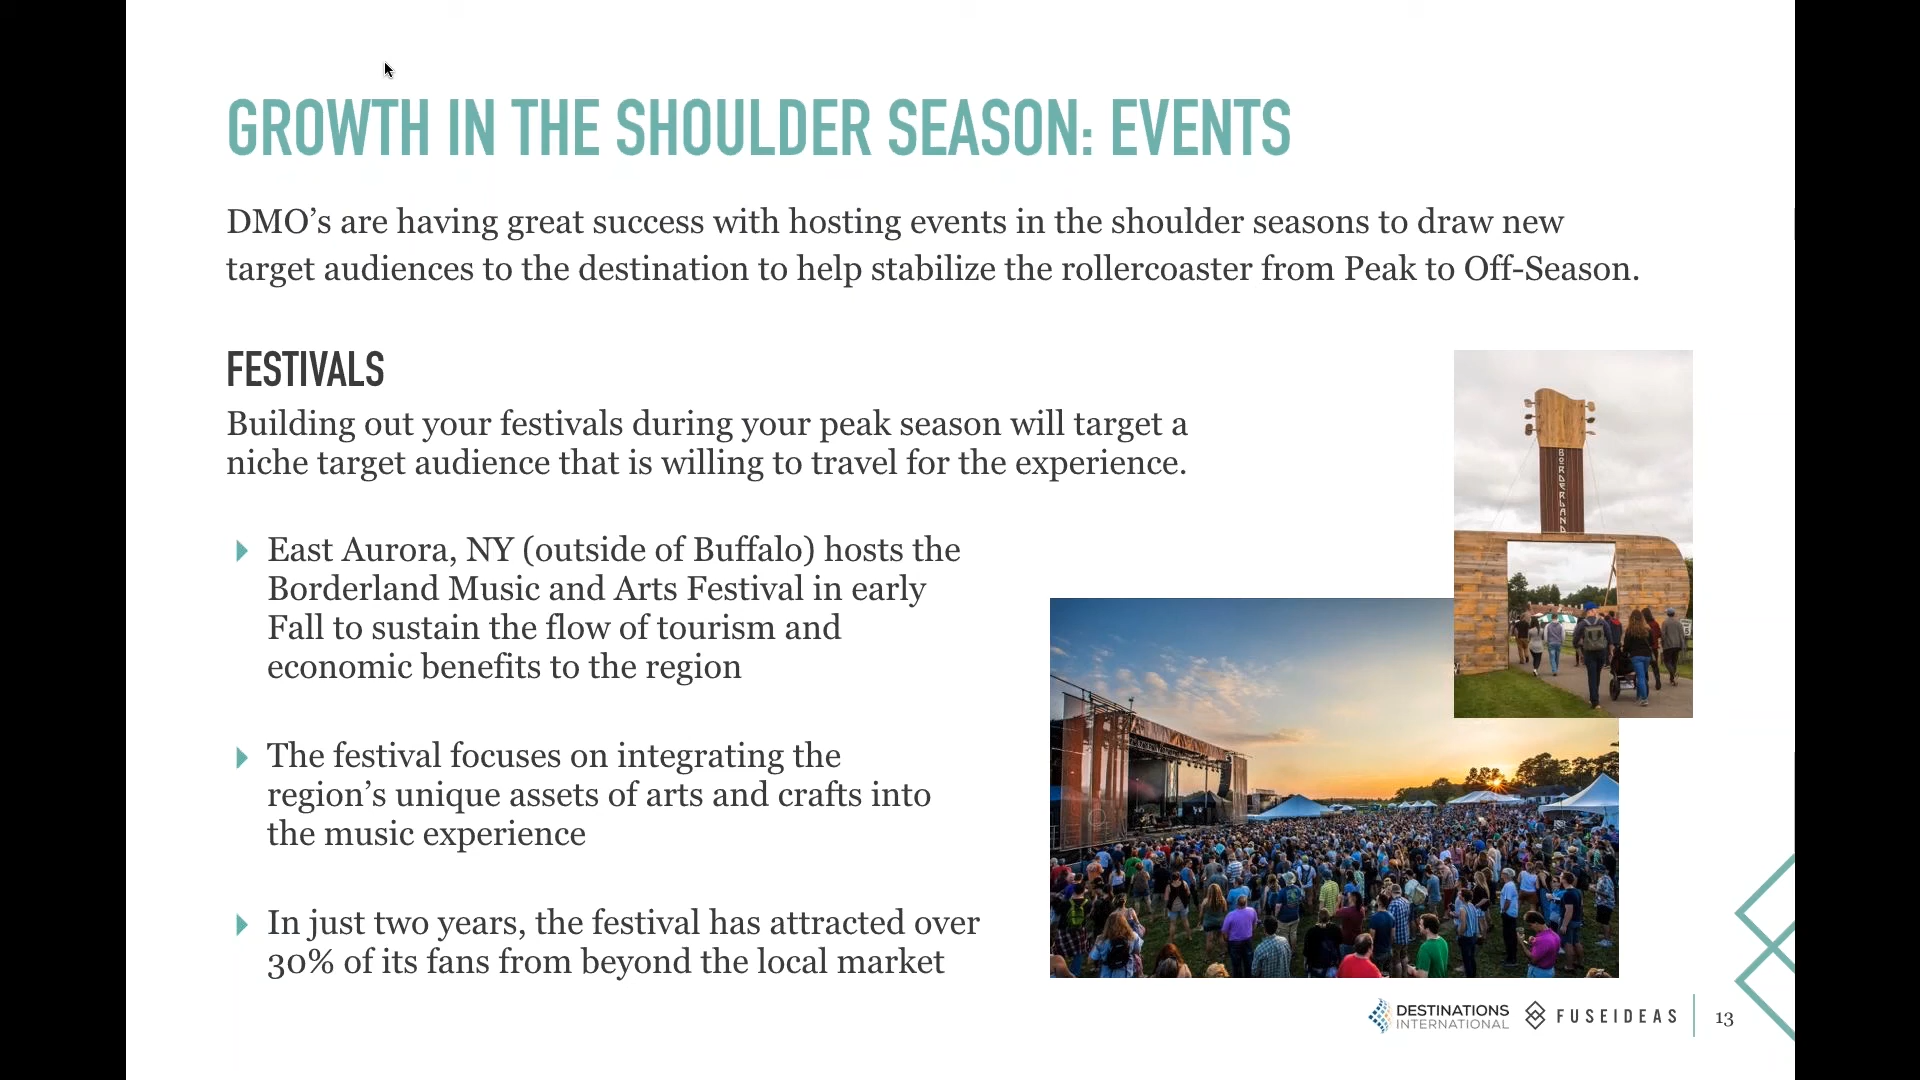 GROWTH IN THE SHOULDER SEASON: EVENTS
DMO’s are having great success with hosting events in the shoulder seasons to draw new
target audiences to the destination to help stabilize the rollercoaster from Peak to Off-Season.
FESTIVALS
Building out your festivals during your peak season will target a
niche target audience that is willing to travel for the experience.
East Aurora, NY (outside of Buffalo) hosts the
Borderland Music and Arts Festival in early
Fall to sustain the flow of tourism and
economic benefits to the region
The festival focuses on integrating the
region’s unique assets of arts and crafts into
the music experience
In just two years, the festival has attracted over
30% of its fans from beyond the local market
BORDERLAND
DESTINATIONS
INTERNATIONAL
FUSEIDEAS
13